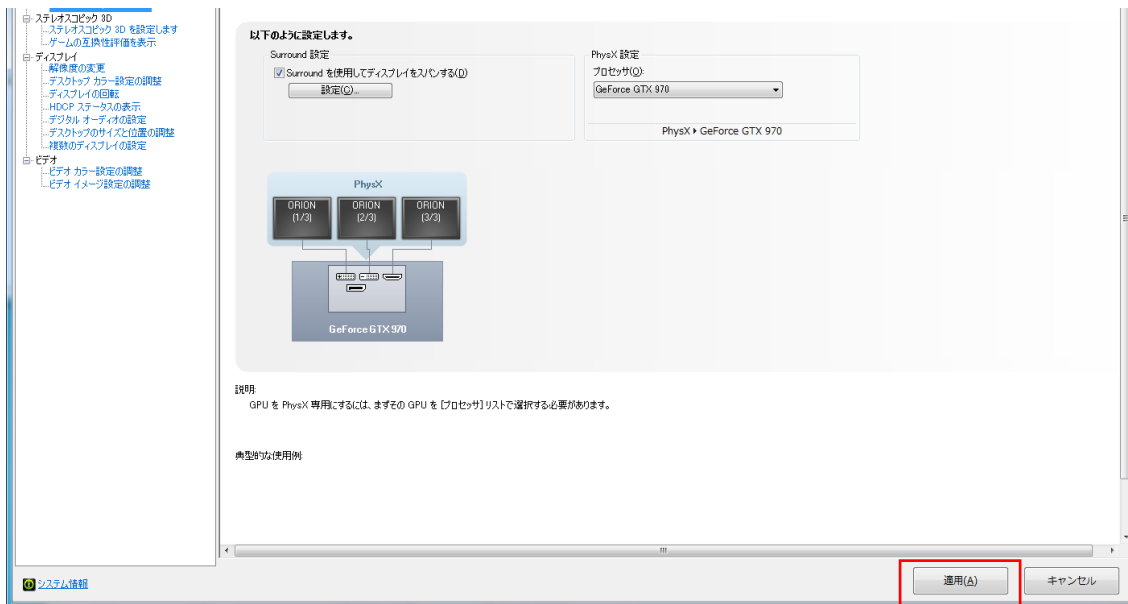 ステレオスコピック 3D
ステレオスコピック 3D を設定します
ゲームの互換性評価を表示
ディスプレイ
解像度の変更
デスクトップ カラー設定の調整
ディスプレイの回転
HDCP ステータスの表示
デジタル オーディオの設定
デスクトップのサイズと位置の調整
複数のディスプレイの設定
ビデオ
ビデオ カラー設定の調整
ビデオ イメージ設定の調整
以下のように設定します。
Surround 設定
Surround を使用してディスプレイをスパンする(D)
設定(C)...
PhysX 設定
プロセッサ(O):
GeForce GTX 970
PhysX ▸ GeForce GTX 970
PhysX
ORION
(1/3)
ORION
(2/3)
ORION
(3/3)
GeForce GTX 970
説明:
GPU を PhysX 専用にするには、まずその GPU を [プロセッサ] リストで選択する必要があります。
典型的な使用例:
システム情報
適用(A)
キャンセル